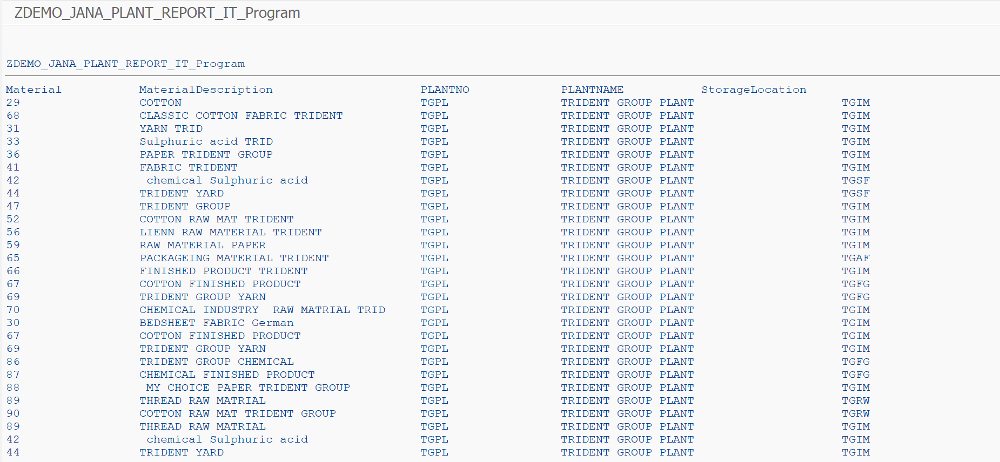 ZDEMO_JANA_PLANT_REPORT_IT_Program
ZDEMO_JANA_PLANT_REPORT_IT_Program
Material MaterialDescription PLANTNO PLANTNAME StorageLocation
29 COTTON TGPL TRIDENT GROUP PLANT TGIM
68 CLASSIC COTTON FABRIC TRIDENT TGPL TRIDENT GROUP PLANT TGIM
31 YARN TRID TGPL TRIDENT GROUP PLANT TGIM
33 Sulphuric acid TRID TGPL TRIDENT GROUP PLANT TGIM
36 PAPER TRIDENT GROUP TGPL TRIDENT GROUP PLANT TGIM
41 FABRIC TRIDENT TGPL TRIDENT GROUP PLANT TGIM
42 chemical Sulphuric acid TGPL TRIDENT GROUP PLANT TGSF
44 TRIDENT YARD TGPL TRIDENT GROUP PLANT TGSF
47 TRIDENT GROUP TGPL TRIDENT GROUP PLANT TGIM
52 COTTON RAW MAT TRIDENT TGPL TRIDENT GROUP PLANT TGIM
56 LIENN RAW MATERIAL TRIDENT TGPL TRIDENT GROUP PLANT TGIM
59 RAW MATERIAL PAPER TGPL TRIDENT GROUP PLANT TGIM
65 PACKAGEING MATERIAL TRIDENT TGPL TRIDENT GROUP PLANT TGAF
66 FINISHED PRODUCT TRIDENT TGPL TRIDENT GROUP PLANT TGIM
67 COTTON FINISHED PRODUCT TGPL TRIDENT GROUP PLANT TGFG
69 TRIDENT GROUP YARN TGPL TRIDENT GROUP PLANT TGFG
70 CHEMICAL INDUSTRY RAW MATRIAL TRID TGPL TRIDENT GROUP PLANT TGIM
30 BEDSHEET FABRIC German TGPL TRIDENT GROUP PLANT TGIM
67 COTTON FINISHED PRODUCT TGPL TRIDENT GROUP PLANT TGIM
69 TRIDENT GROUP YARN TGPL TRIDENT GROUP PLANT TGIM
86 TRIDENT GROUP CHEMICAL TGPL TRIDENT GROUP PLANT TGFG
87 CHEMICAL FINISHED PRODUCT TGPL TRIDENT GROUP PLANT TGFG
88 MY CHOICE PAPER TRIDENT GROUP TGPL TRIDENT GROUP PLANT TGIM
89 THREAD RAW MATRIAL TGPL TRIDENT GROUP PLANT TGRW
90 COTTON RAW MAT TRIDENT GROUP TGPL TRIDENT GROUP PLANT TGRW
89 THREAD RAW MATRIAL TGPL TRIDENT GROUP PLANT TGIM
42 chemical Sulphuric acid TGPL TRIDENT GROUP PLANT TGIM
44 TRIDENT YARD TGPL TRIDENT GROUP PLANT TGIM